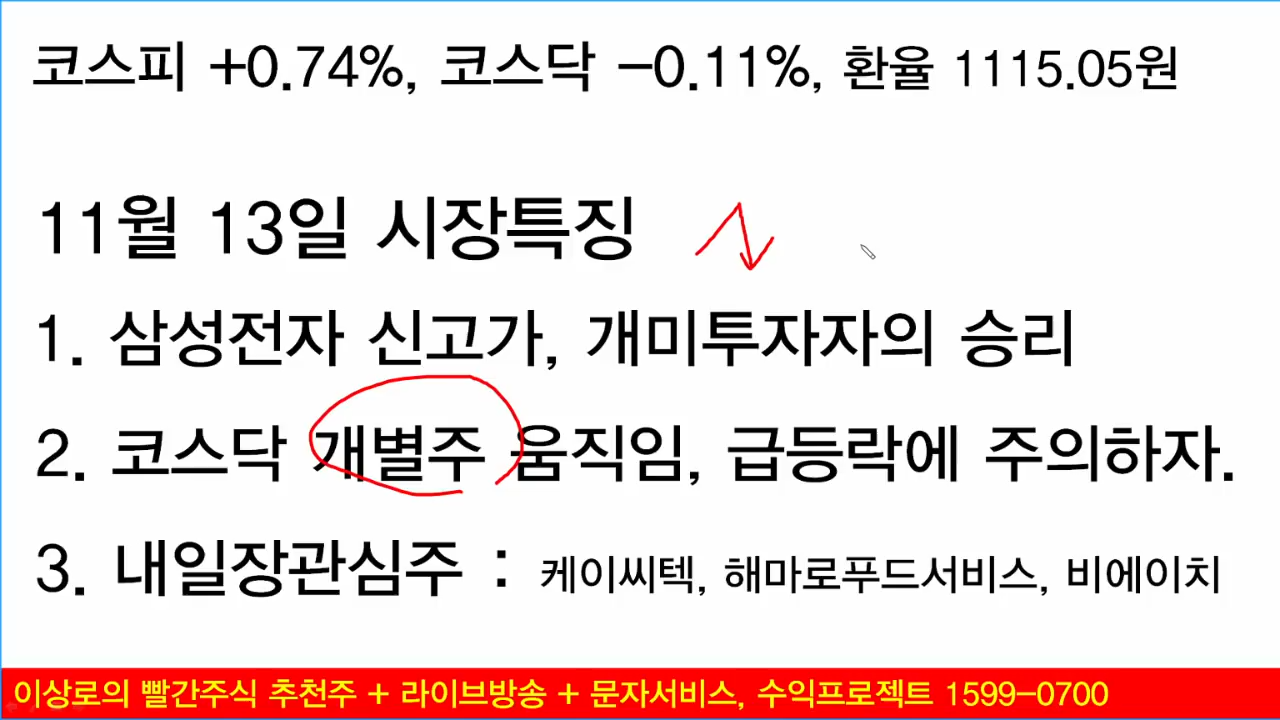 코스피 +0.74%, 코스닥 -0.11%, 환율 1115.05원
11월 13일 시장특징
1. 삼성전자 신고가, 개미투자자의 승리
2. 코스닥 개별주 움직임, 급등락에 주의하자.
3. 내일장관심주 : 케이씨텍, 해마로푸드서비스, 비에이치
이상로의 빨간주식 추천주 + 라이브방송 + 문자서비스, 수익프로젝트 1599-0700